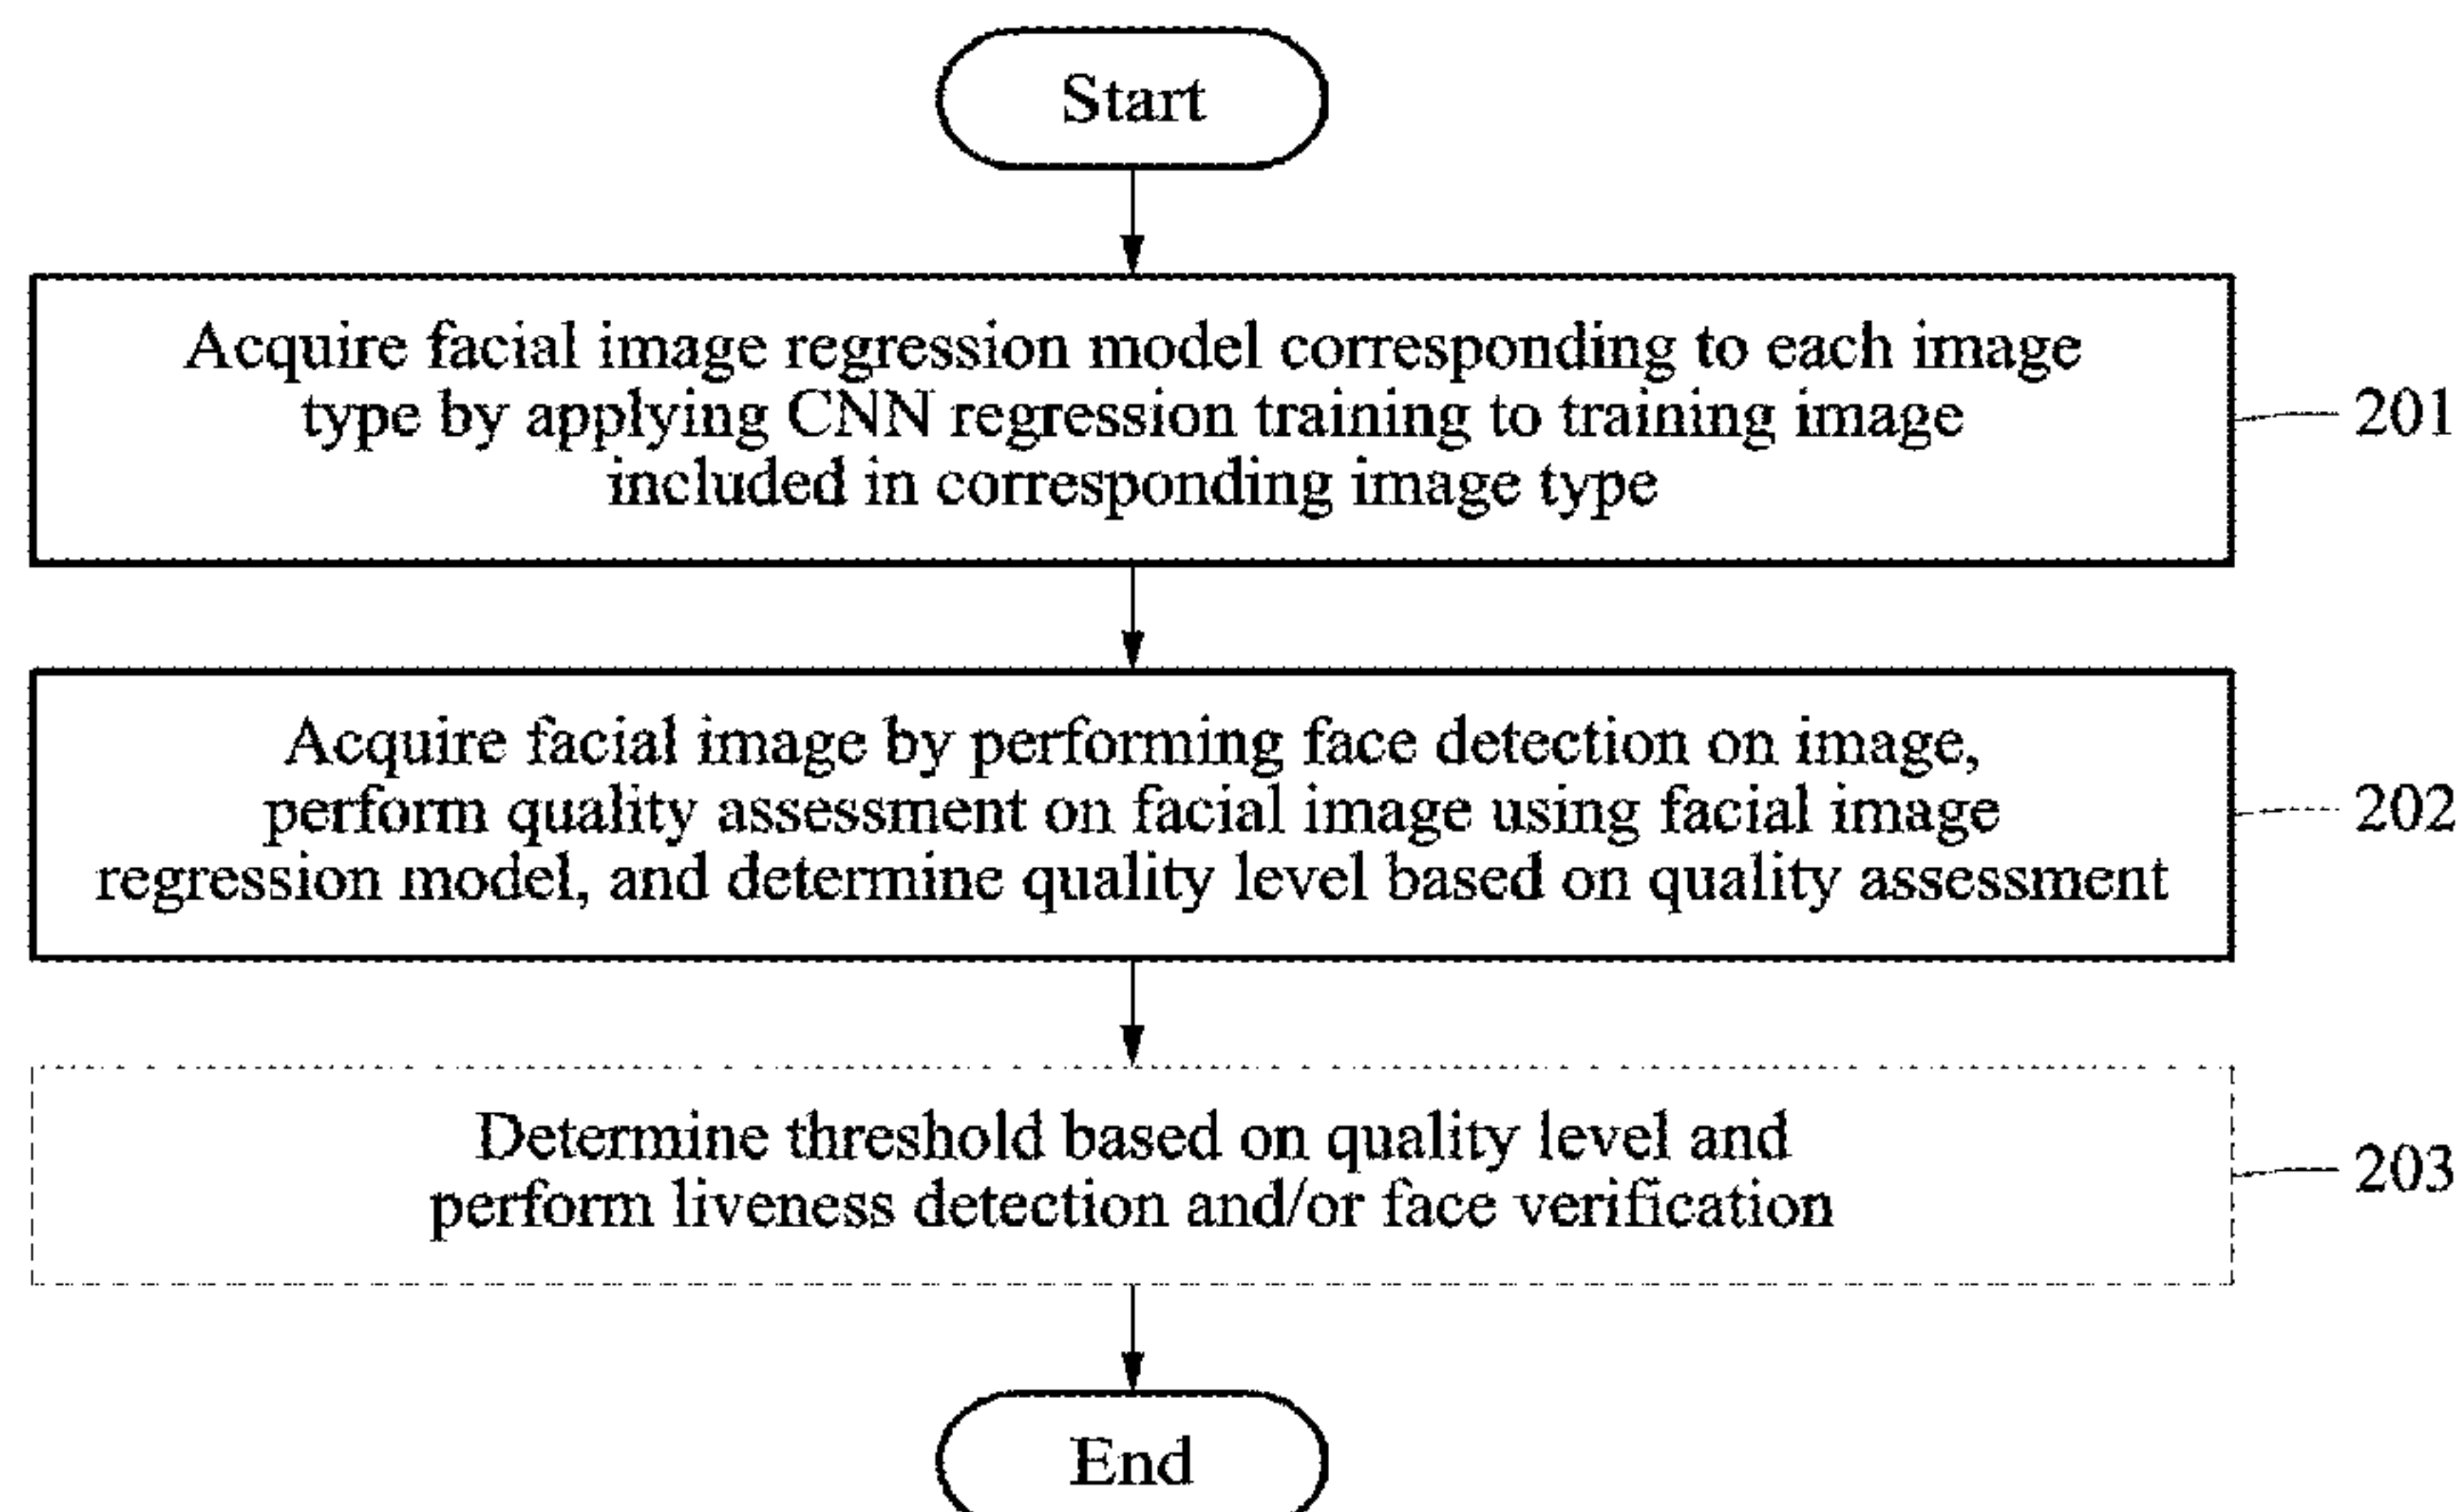 Start
Acquire facial image regression model corresponding to each image
type by applying CNN regression training to training image
included in corresponding image type
201
Acquire facial image by performing face detection on image,
perform quality assessment on facial image using facial image
regression model, and determine quality level based on quality assessment
202
Determine threshold based on quality level and
perform liveness detection and/or face verification
203
End